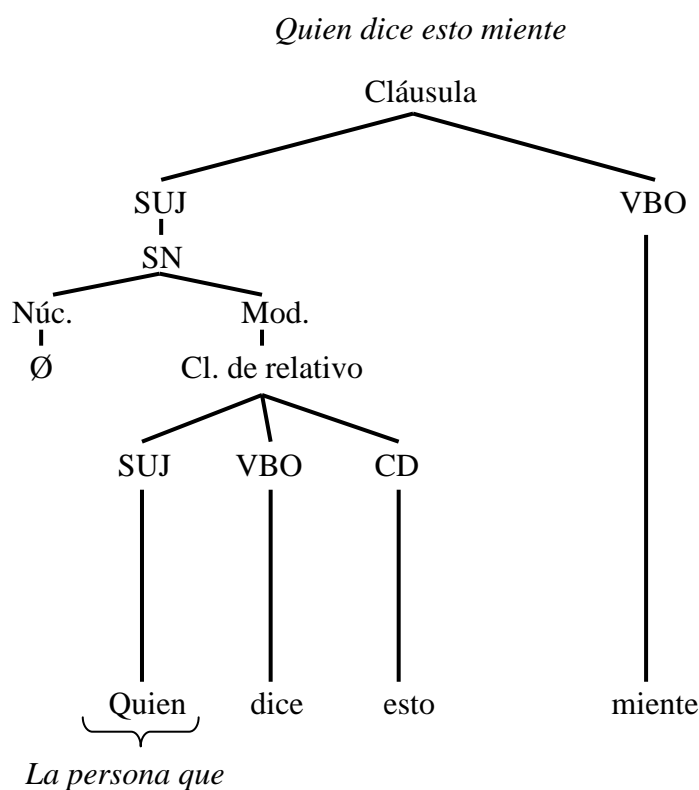 Quien dice esto miente
Cláusula
SUJ VBO
SN
Núc. Mod.
Ø Cl. de relativo
SUJ VBO CD
Quien dice esto miente
La persona que